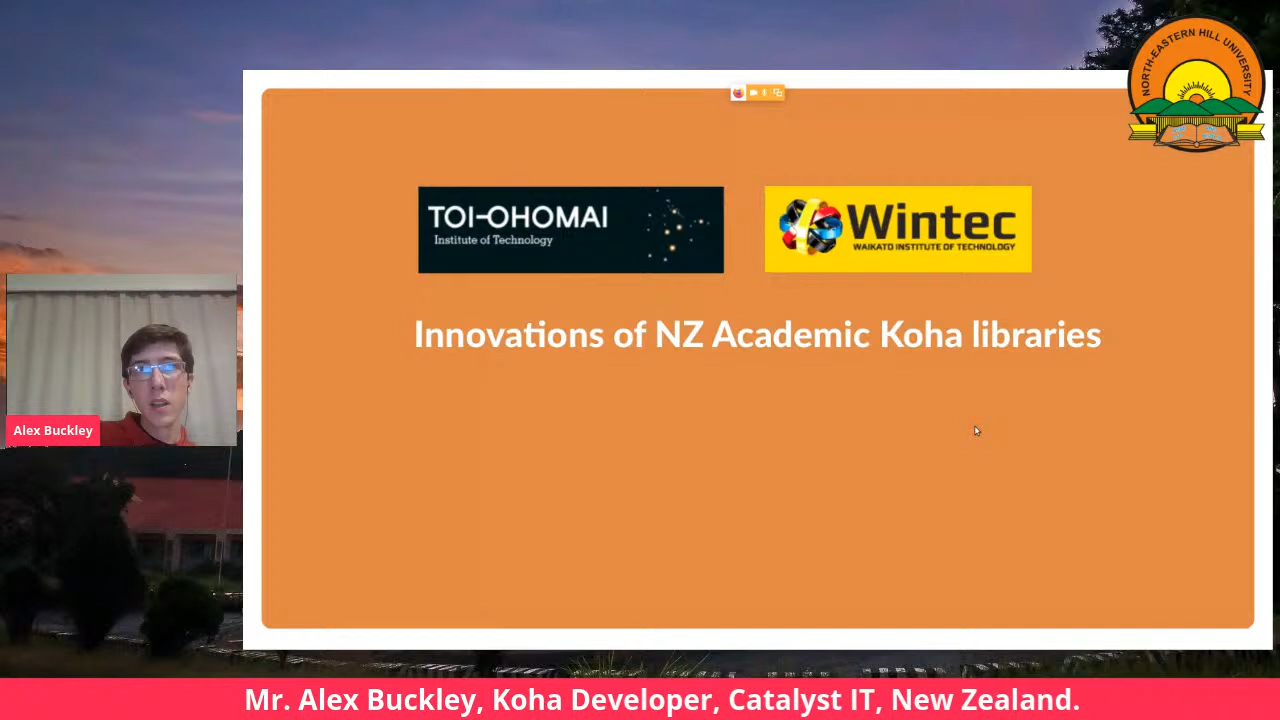 NORTH-EASTERN HILL UNIVERSITY
TOI-OHOMAI
Institute of Technology
Wintec
WAIKATO INSTITUTE OF TECHNOLOGY
Innovations of NZ Academic Koha libraries
Alex Buckley
Mr. Alex Buckley, Koha Developer, Catalyst IT, New Zealand.